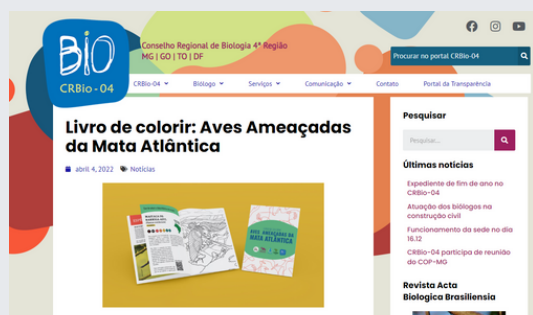 BIO
CRBio-04
Conselho Regional de Biologia 4ª Região
MG | GO | TO | DF
Procurar no portal CRBio-04
CRBio-04
Biólogo
Serviços
Comunicação
Contato
Portal da Transparência
Livro de colorir: Aves Ameaçadas
da Mata Atlântica
abril 4, 2022
Notícias
AVES AMEAÇADAS DA
MATA ATLÂNTICA
Pesquisar
Pesquisar...
Últimas notícias
Expediente de fim de ano no
CRBio-04
Atuação dos biólogos na
construção civil
Funcionamento da sede no dia
16.12
CRBio-04 participa de reunião
do COP-MG
Revista Acta
Biologica Brasiliensia